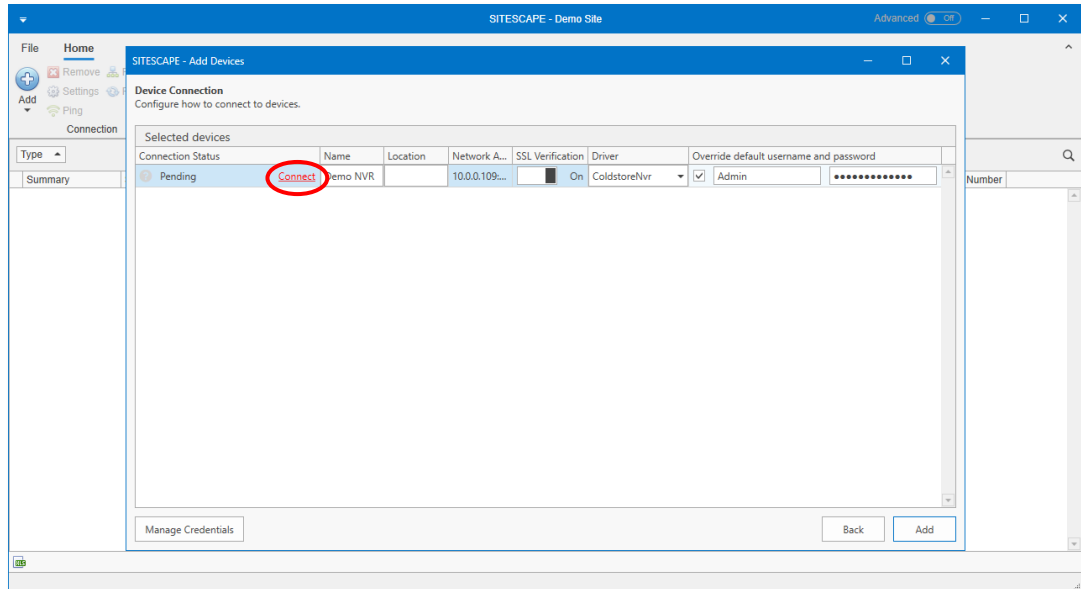 SITESCAPE - Demo Site
Advanced Off
File Home
Add
Remove
Settings
Ping
Connection
SITESCAPE - Add Devices
Device Connection
Configure how to connect to devices.
Selected devices
Connection Status Name Location Network A... SSL Verification Driver Override default username and password
Pending Connect Demo NVR 10.0.0.109:... On ColdstoreNvr Admin •••••••••••••
Type
Summary
Number
Manage Credentials
Back
Add